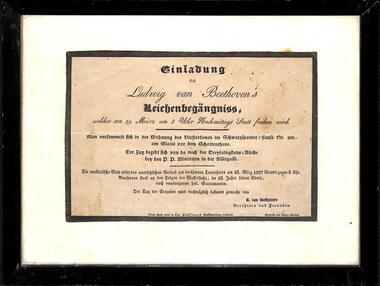 Einladung
zu
Ludwig van Beethoven's
Leichenbegängniss,
welches am 29. März um 3 Uhr Nachmittags Statt finden wird.
Man versammelt sich in der Wohnung des Verstorbenen im Schwarzspanier-Hause Nr. 200,
am Glacis vor dem Schottenthore.
Der Zug begibt sich von da nach der Dreyfaltigkeits-Kirche
bey den P. P. Minoriten in der Alsergasse.
Die musikalische Welt erlitt den unersetzlichen Verlust des berühmten Tondichters am 26. März 1827 Abends gegen 6 Uhr.
Beethoven starb an den Folgen der Wassersucht, im 56. Jahre seines Alters,
nach empfangenen heil. Sacramenten.
Der Tag der Exequien wird nachträglich bekannt gemacht von
L. van Beethoven's
Verehrern und Freunden